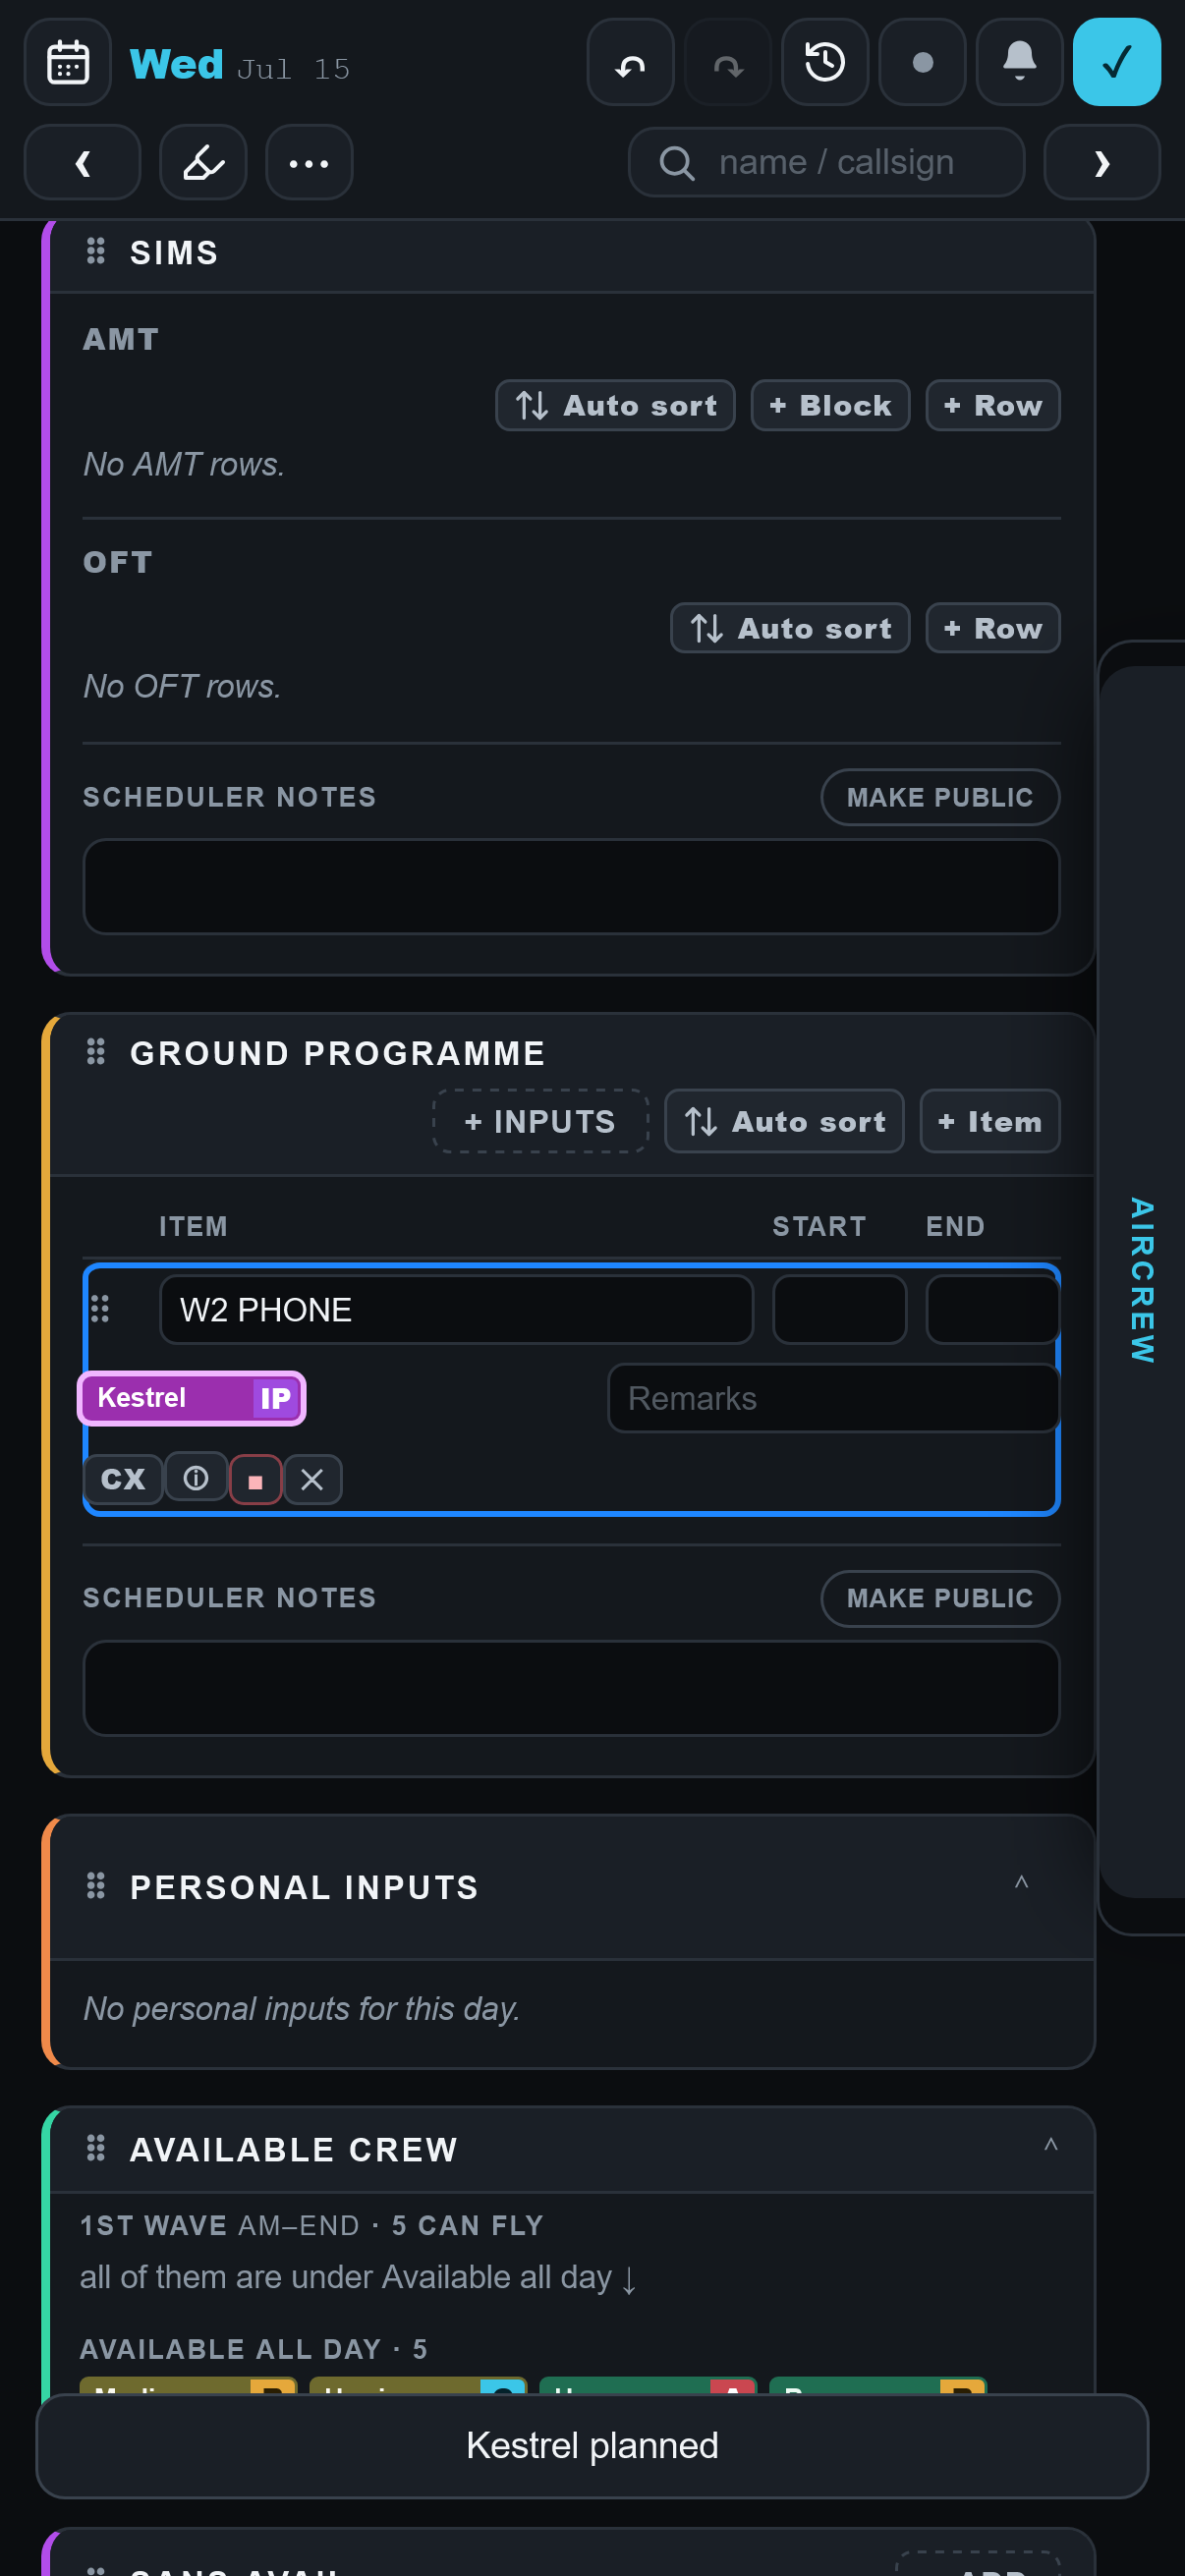 Wed Jul 15
name / callsign
SIMS
AMT
Auto sort + Block + Row
No AMT rows.
OFT
Auto sort + Row
No OFT rows.
SCHEDULER NOTES MAKE PUBLIC
GROUND PROGRAMME
+ INPUTS Auto sort + Item
ITEM START END
W2 PHONE
Kestrel IP Remarks
CX
SCHEDULER NOTES MAKE PUBLIC
AIRCREW
PERSONAL INPUTS
No personal inputs for this day.
AVAILABLE CREW
1ST WAVE AM–END · 5 CAN FLY
all of them are under Available all day ↓
AVAILABLE ALL DAY · 5
Kestrel planned